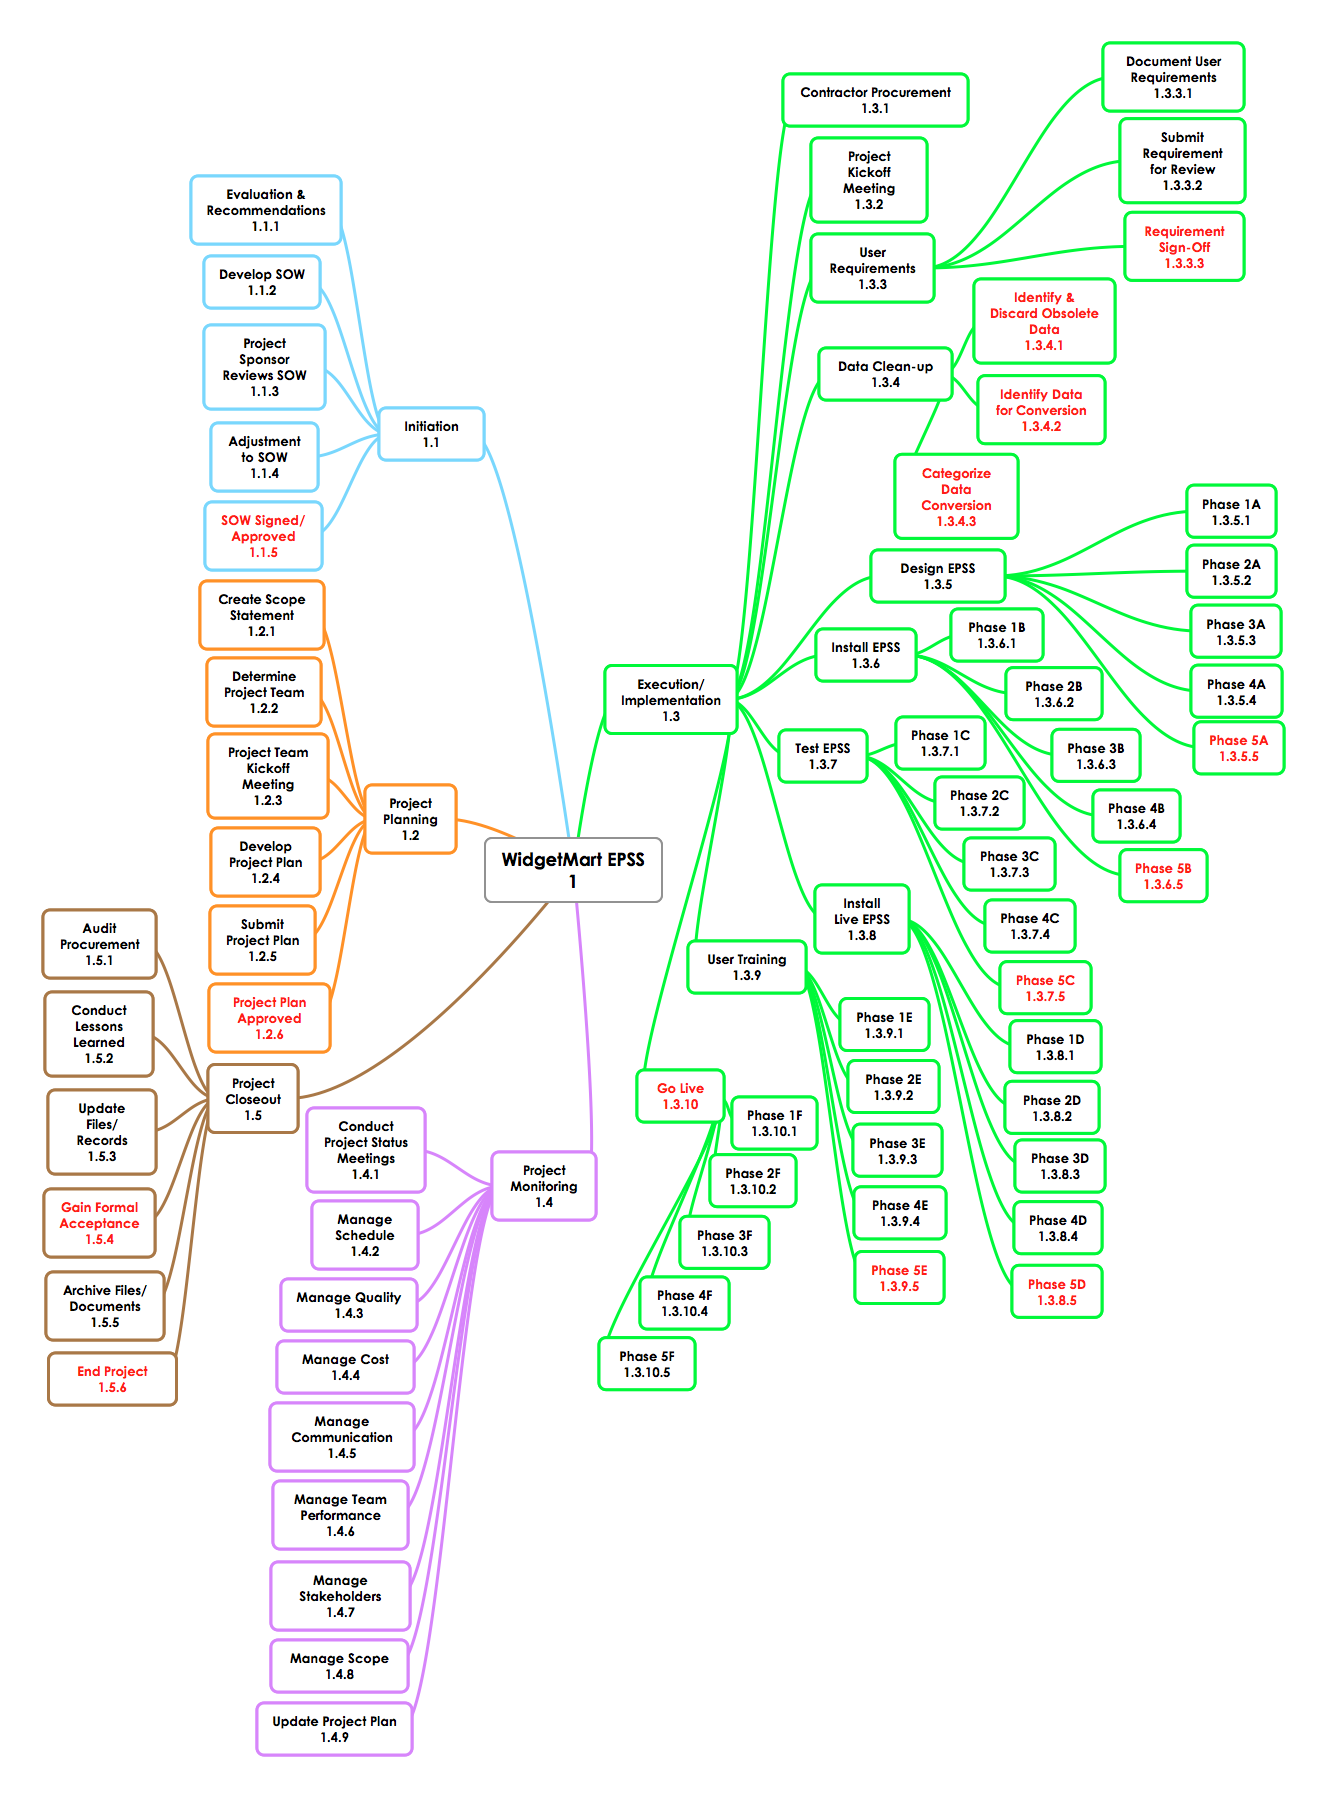 WidgetMart EPSS
1
Initiation
1.1
Evaluation &
Recommendations
1.1.1
Develop SOW
1.1.2
Project
Sponsor
Reviews SOW
1.1.3
Adjustment
to SOW
1.1.4
SOW Signed/
Approved
1.1.5
Project
Planning
1.2
Create Scope
Statement
1.2.1
Determine
Project Team
1.2.2
Project Team
Kickoff
Meeting
1.2.3
Develop
Project Plan
1.2.4
Submit
Project Plan
1.2.5
Project Plan
Approved
1.2.6
Execution/
Implementation
1.3
Contractor Procurement
1.3.1
Project
Kickoff
Meeting
1.3.2
User
Requirements
1.3.3
Document User
Requirements
1.3.3.1
Submit
Requirement
for Review
1.3.3.2
Requirement
Sign-Off
1.3.3.3
Data Clean-up
1.3.4
Identify &
Discard Obsolete
Data
1.3.4.1
Identify Data
for Conversion
1.3.4.2
Categorize
Data
Conversion
1.3.4.3
Design EPSS
1.3.5
Phase 1A
1.3.5.1
Phase 2A
1.3.5.2
Phase 3A
1.3.5.3
Phase 4A
1.3.5.4
Phase 5A
1.3.5.5
Install EPSS
1.3.6
Phase 1B
1.3.6.1
Phase 2B
1.3.6.2
Phase 3B
1.3.6.3
Phase 4B
1.3.6.4
Phase 5B
1.3.6.5
Test EPSS
1.3.7
Phase 1C
1.3.7.1
Phase 2C
1.3.7.2
Phase 3C
1.3.7.3
Phase 4C
1.3.7.4
Phase 5C
1.3.7.5
Install
Live EPSS
1.3.8
Phase 1D
1.3.8.1
Phase 2D
1.3.8.2
Phase 3D
1.3.8.3
Phase 4D
1.3.8.4
Phase 5D
1.3.8.5
User Training
1.3.9
Phase 1E
1.3.9.1
Phase 2E
1.3.9.2
Phase 3E
1.3.9.3
Phase 4E
1.3.9.4
Phase 5E
1.3.9.5
Go Live
1.3.10
Phase 1F
1.3.10.1
Phase 2F
1.3.10.2
Phase 3F
1.3.10.3
Phase 4F
1.3.10.4
Phase 5F
1.3.10.5
Project
Monitoring
1.4
Conduct
Project Status
Meetings
1.4.1
Manage
Schedule
1.4.2
Manage Quality
1.4.3
Manage Cost
1.4.4
Manage
Communication
1.4.5
Manage Team
Performance
1.4.6
Manage
Stakeholders
1.4.7
Manage Scope
1.4.8
Update Project Plan
1.4.9
Project
Closeout
1.5
Audit
Procurement
1.5.1
Conduct
Lessons
Learned
1.5.2
Update
Files/
Records
1.5.3
Gain Formal
Acceptance
1.5.4
Archive Files/
Documents
1.5.5
End Project
1.5.6